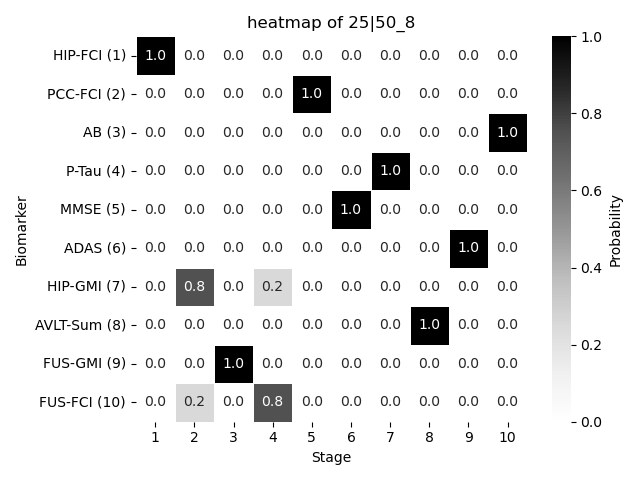 heatmap of 25|50_8
HIP-FCI (1) 1.0 0.0 0.0 0.0 0.0 0.0 0.0 0.0 0.0 0.0
PCC-FCI (2) 0.0 0.0 0.0 0.0 1.0 0.0 0.0 0.0 0.0 0.0
AB (3) 0.0 0.0 0.0 0.0 0.0 0.0 0.0 0.0 0.0 1.0
P-Tau (4) 0.0 0.0 0.0 0.0 0.0 0.0 1.0 0.0 0.0 0.0
MMSE (5) 0.0 0.0 0.0 0.0 0.0 1.0 0.0 0.0 0.0 0.0
ADAS (6) 0.0 0.0 0.0 0.0 0.0 0.0 0.0 0.0 1.0 0.0
HIP-GMI (7) 0.0 0.8 0.0 0.2 0.0 0.0 0.0 0.0 0.0 0.0
AVLT-Sum (8) 0.0 0.0 0.0 0.0 0.0 0.0 0.0 1.0 0.0 0.0
FUS-GMI (9) 0.0 0.0 1.0 0.0 0.0 0.0 0.0 0.0 0.0 0.0
FUS-FCI (10) 0.0 0.2 0.0 0.8 0.0 0.0 0.0 0.0 0.0 0.0
1 2 3 4 5 6 7 8 9 10
Stage
Biomarker
1.0
0.8
0.6
0.4
0.2
0.0
Probability